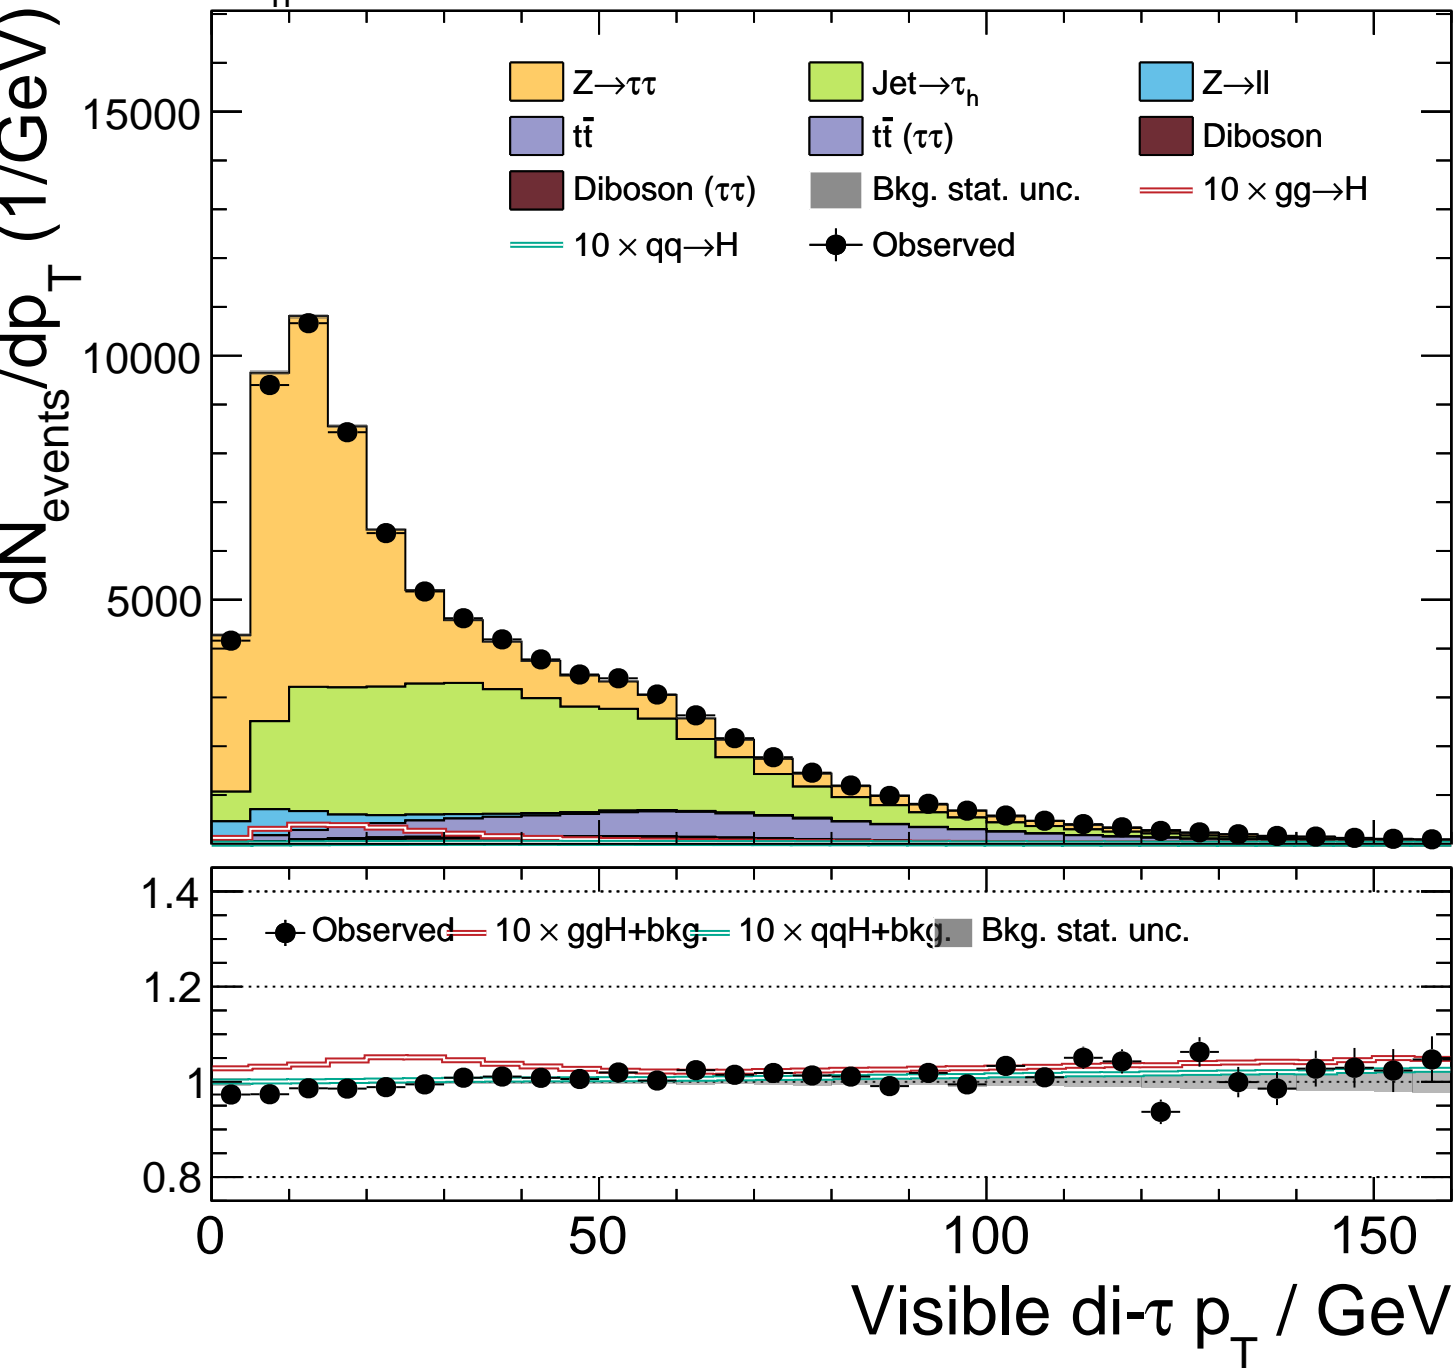 h
dN_events/dp_T (1/GeV)
Z→ττ Jet→τ_h Z→ll
tt̄ tt̄ (ττ) Diboson
Diboson (ττ) Bkg. stat. unc. 10 × gg→H
10 × qq→H Observed
15000
10000
5000
Observed 10 × ggH+bkg. 10 × qqH+bkg. Bkg. stat. unc.
1.4
1.2
1
0.8
0 50 100 150
Visible di-τ p_T / GeV